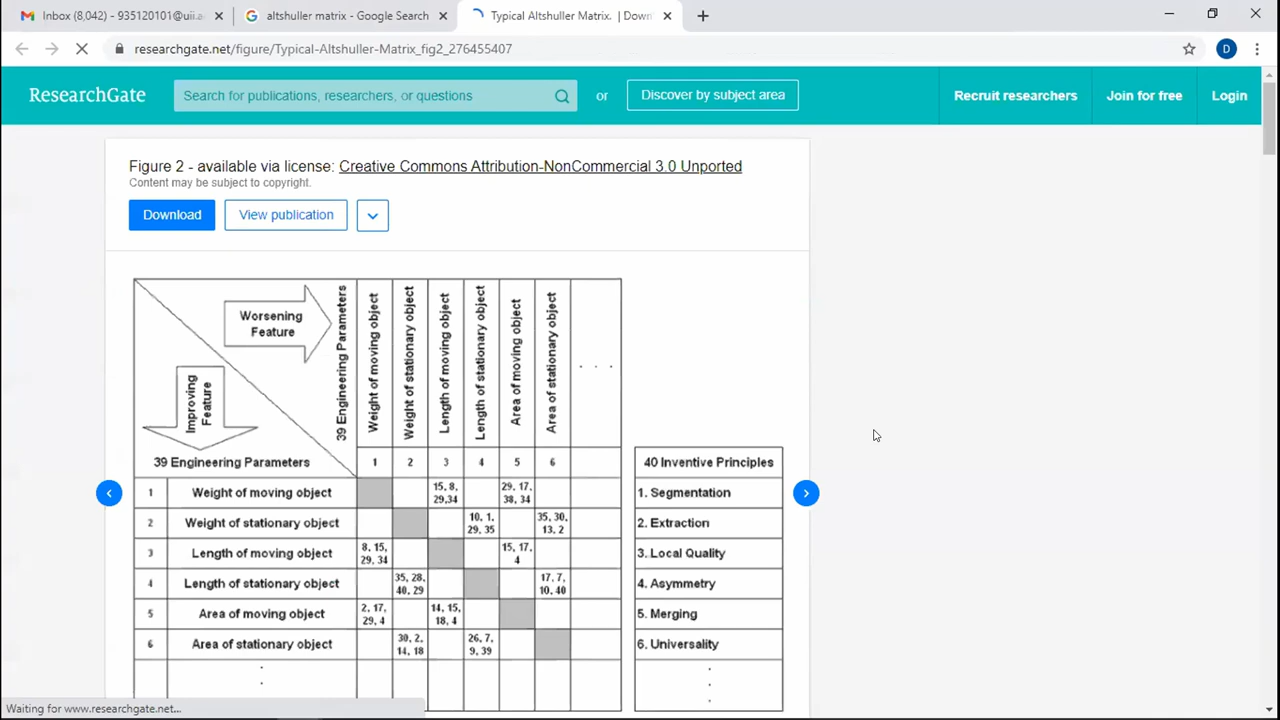 Inbox (8,042) - 935120101@uii.a
altshuller matrix - Google Search
Typical Altshuller Matrix. | Down
researchgate.net/figure/Typical-Altshuller-Matrix_fig2_276455407
D
ResearchGate
Search for publications, researchers, or questions
or
Discover by subject area
Recruit researchers
Join for free
Login
Figure 2 - available via license: Creative Commons Attribution-NonCommercial 3.0 Unported
Content may be subject to copyright.
Download
View publication
Worsening
Feature
Improving
Feature
39 Engineering Parameters
Weight of moving object
Weight of stationary object
Length of moving object
Length of stationary object
Area of moving object
Area of stationary object
. . .
39 Engineering Parameters 1 2 3 4 5 6
1 Weight of moving object 15, 8, 29,34 29, 17, 38, 34
2 Weight of stationary object 10, 1, 29, 35 35, 30, 13, 2
3 Length of moving object 8, 15, 29, 34 15, 17, 4
4 Length of stationary object 35, 28, 40, 29 17, 7, 10, 40
5 Area of moving object 2, 17, 29, 4 14, 15, 18, 4
6 Area of stationary object 30, 2, 14, 18 26, 7, 9, 39
40 Inventive Principles
1. Segmentation
2. Extraction
3. Local Quality
4. Asymmetry
5. Merging
6. Universality
Waiting for www.researchgate.net...